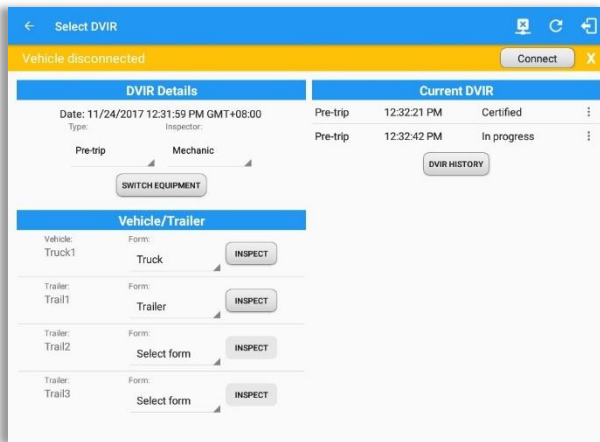 Select DVIR
Vehicle disconnected
Connect
X
DVIR Details
Date: 11/24/2017 12:31:59 PM GMT+08:00
Type: Inspector:
Pre-trip Mechanic
SWITCH EQUIPMENT
Vehicle/Trailer
Vehicle: Form:
Truck1 Truck INSPECT
Trailer: Form:
Trail1 Trailer INSPECT
Trailer: Form:
Trail2 Select form INSPECT
Trailer: Form:
Trail3 Select form INSPECT
Current DVIR
Pre-trip 12:32:21 PM Certified
Pre-trip 12:32:42 PM In progress
DVIR HISTORY